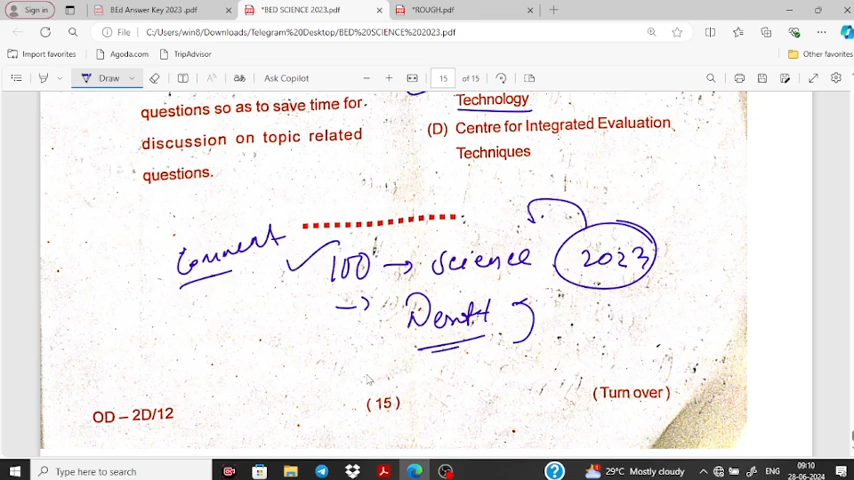 Sign in
BEd Answer Key 2023 .pdf
*BED SCIENCE 2023.pdf
*ROUGH.pdf
File
C:/Users/win8/Downloads/Telegram%20Desktop/BED%20SCIENCE%202023.pdf
Import favorites
Agoda.com
TripAdvisor
Other favorites
Draw
Ask Copilot
15 of 15
questions so as to save time for
discussion on topic related
questions.
Technology
(D) Centre for Integrated Evaluation
Techniques
Comment
100 → Science 2023
OD – 2D/12
(15)
(Turn over)
Type here to search
29°C Mostly cloudy
ENG
09:10
28-06-2024